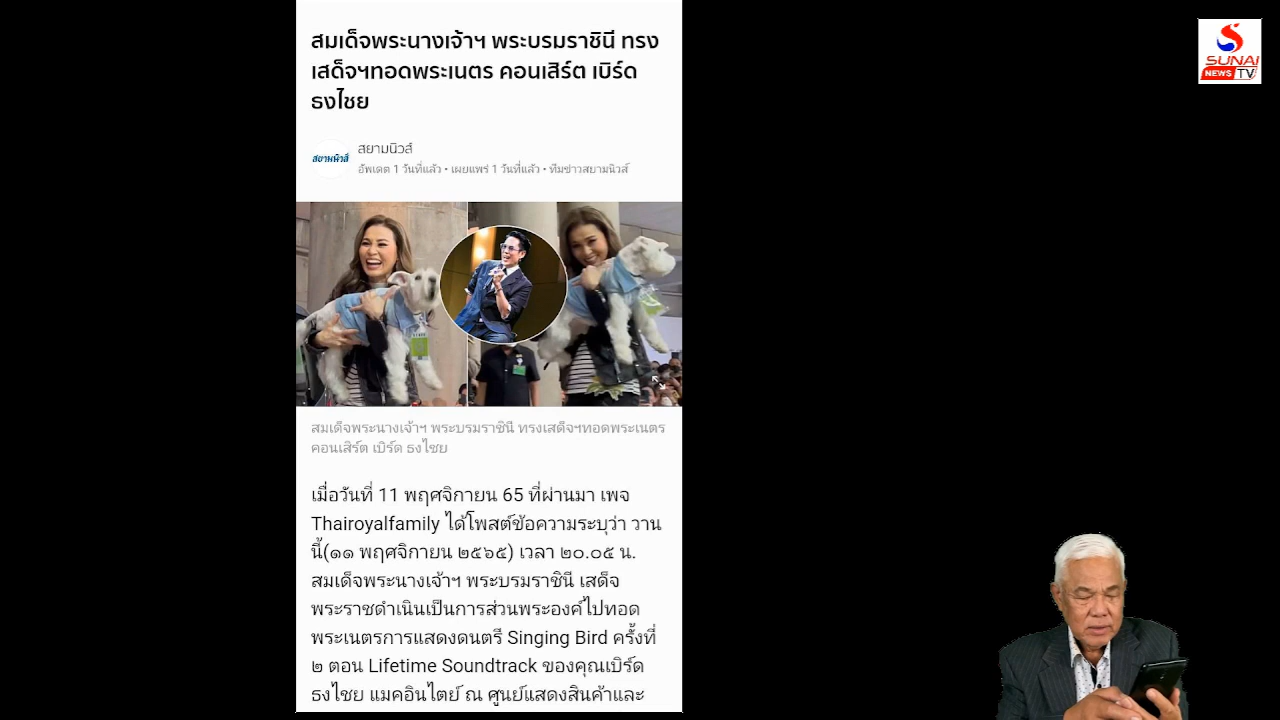 สมเด็จพระนางเจ้าฯ พระบรมราชินี ทรง
เสด็จฯทอดพระเนตร คอนเสิร์ต เบิร์ด
ธงไชย
สยามนิวส์
สยามนิวส์
อัพเดต 1 วันที่แล้ว • เผยแพร่ 1 วันที่แล้ว • ทีมข่าวสยามนิวส์
สมเด็จพระนางเจ้าฯ พระบรมราชินี ทรงเสด็จฯทอดพระเนตร
คอนเสิร์ต เบิร์ด ธงไชย
เมื่อวันที่ 11 พฤศจิกายน 65 ที่ผ่านมา เพจ
Thairoyalfamily ได้โพสต์ข้อความระบุว่า วาน
นี้(๑๑ พฤศจิกายน ๒๕๖๕) เวลา ๒๐.๐๕ น.
สมเด็จพระนางเจ้าฯ พระบรมราชินี เสด็จ
พระราชดำเนินเป็นการส่วนพระองค์ไปทอด
พระเนตรการแสดงดนตรี Singing Bird ครั้งที่
๒ ตอน Lifetime Soundtrack ของคุณเบิร์ด
ธงไชย แมคอินไตย์ ณ ศูนย์แสดงสินค้าและ
SUNAI
NEWS TV